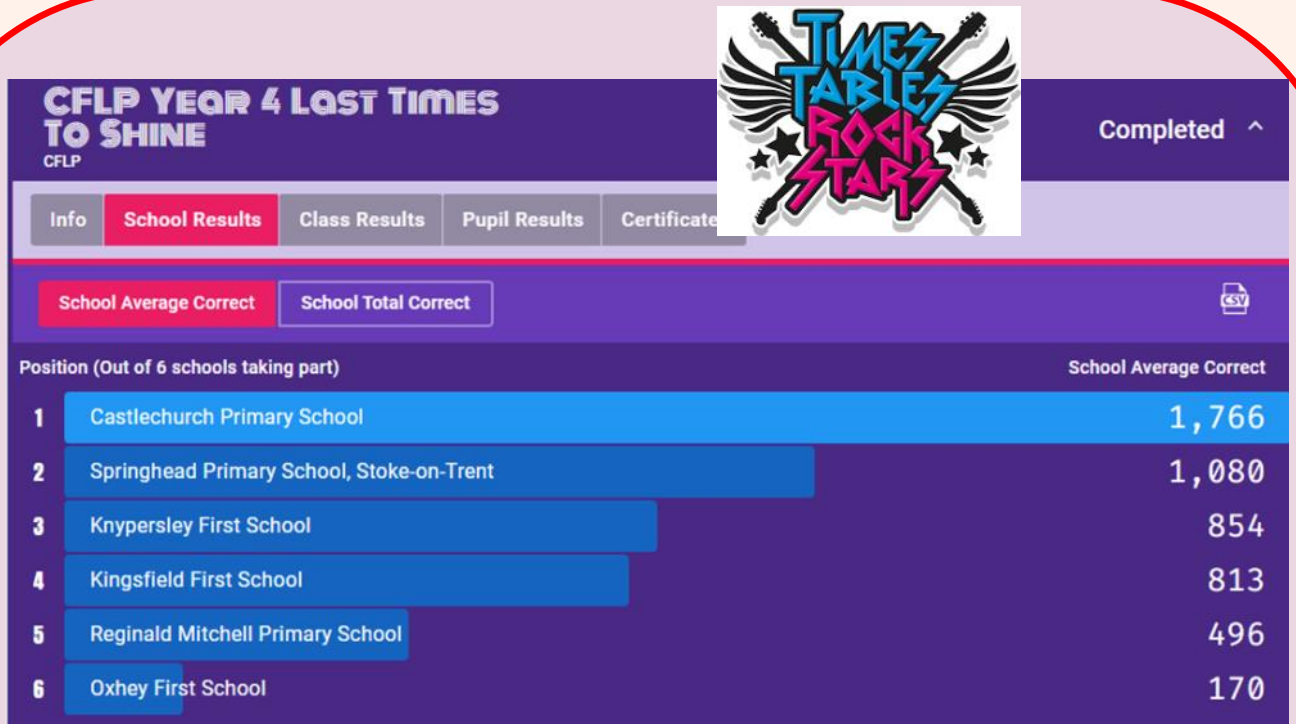 TIMES
TABLES
ROCK
STARS
CFLP YEAR 4 LAST TIMES
TO SHINE
CFLP
Completed
Info School Results Class Results Pupil Results Certificate
School Average Correct School Total Correct CSV
Position (Out of 6 schools taking part) School Average Correct
1 Castlechurch Primary School 1,766
2 Springhead Primary School, Stoke-on-Trent 1,080
3 Knypersley First School 854
4 Kingsfield First School 813
5 Reginald Mitchell Primary School 496
6 Oxhey First School 170